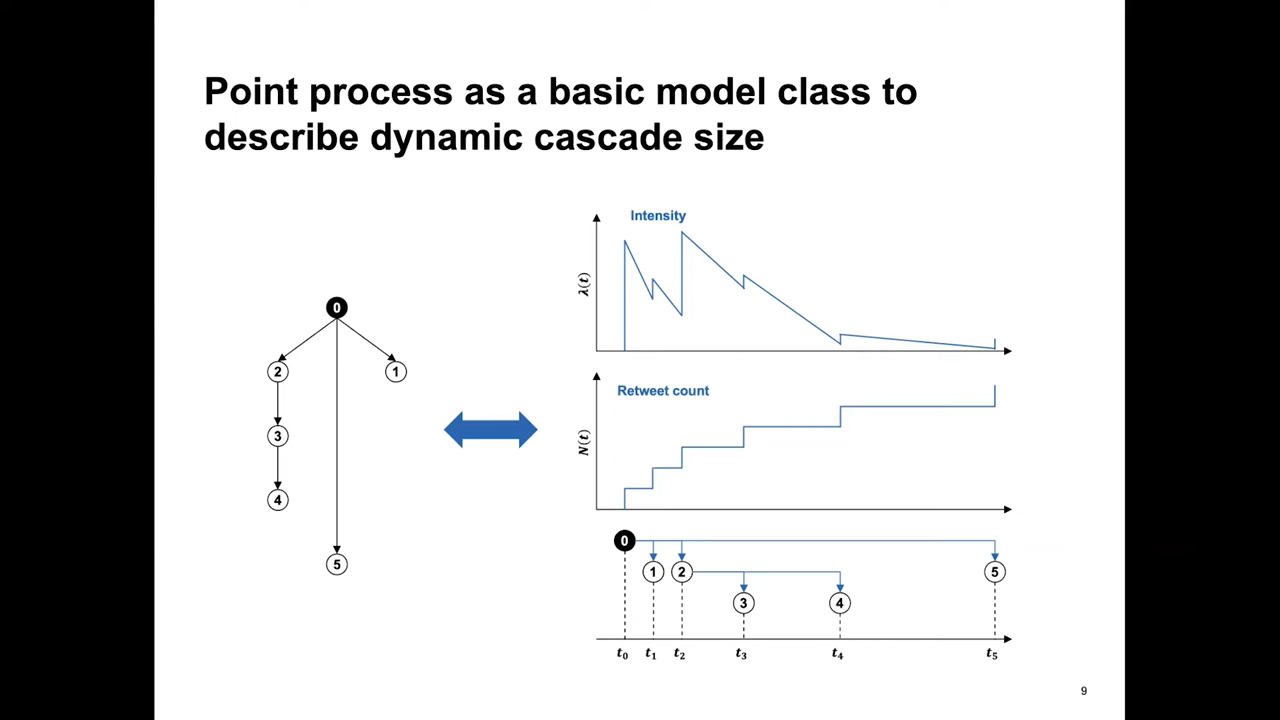 Point process as a basic model class to
describe dynamic cascade size
0
2
1
3
4
5
Intensity
λ(t)
Retweet count
N(t)
0
1
2
5
3
4
t₀
t₁
t₂
t₃
t₄
t₅
9